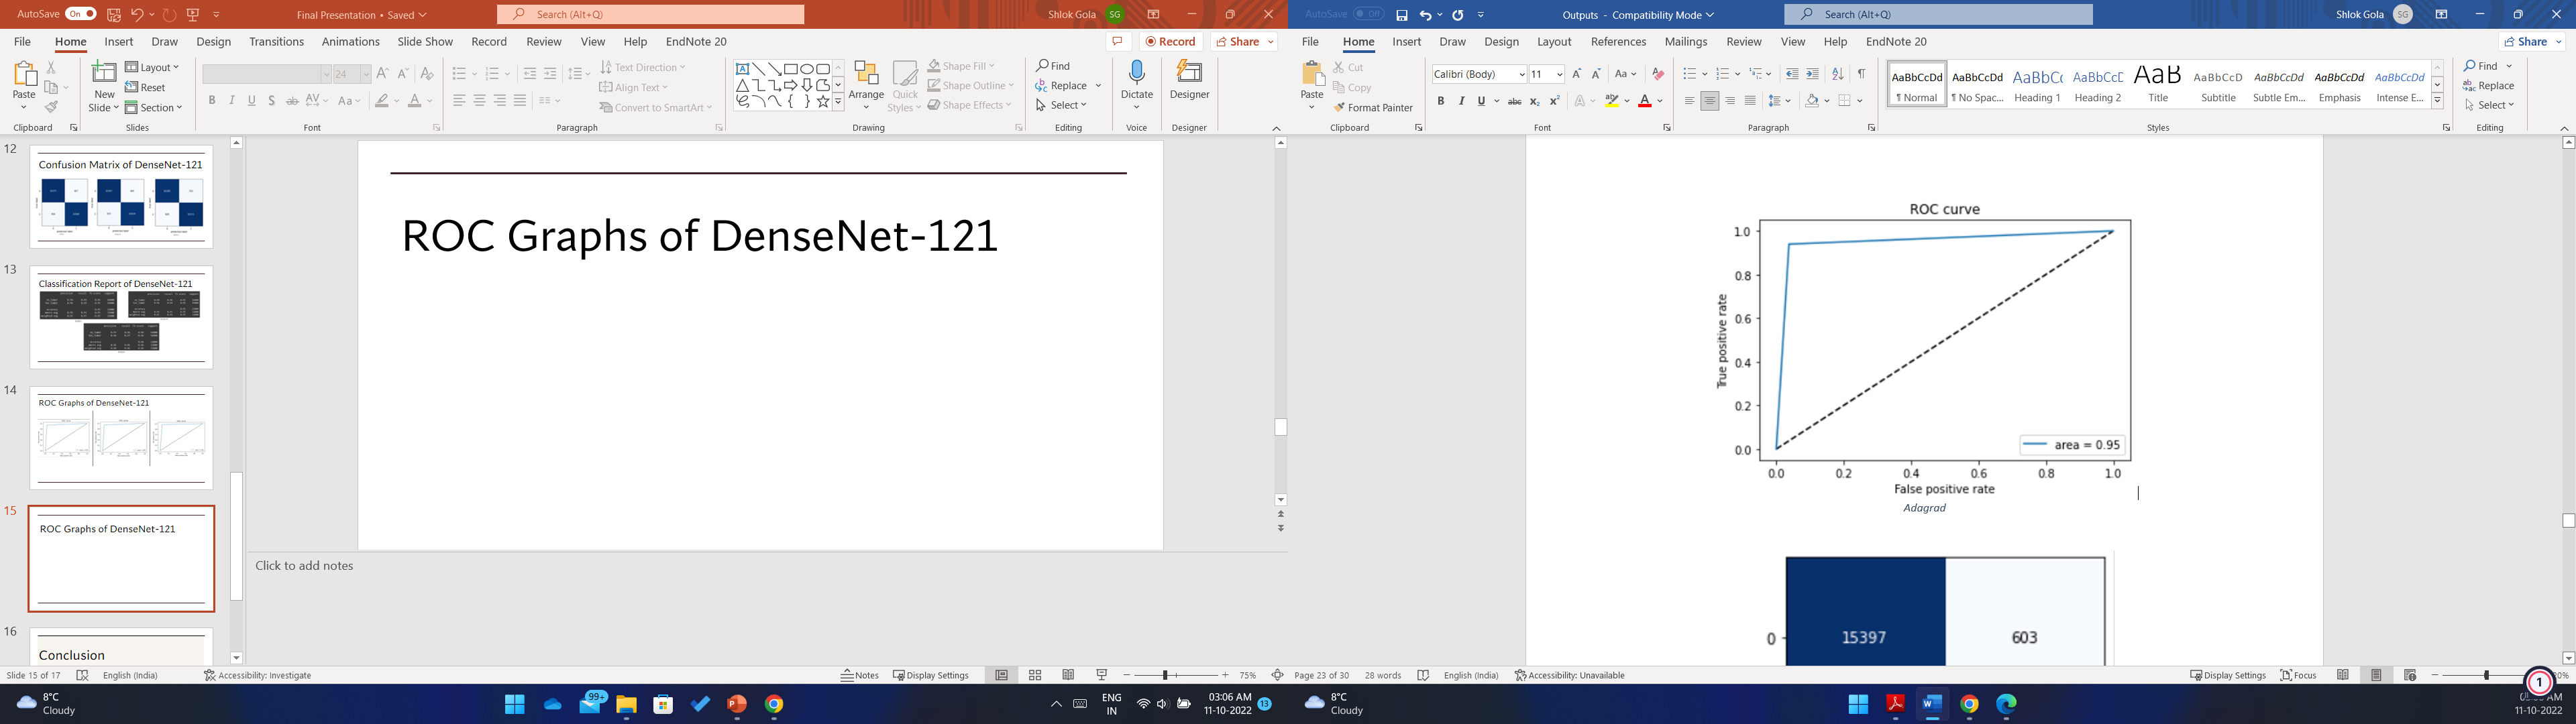 AutoSave On Final Presentation • Saved Search (Alt+Q) Shlok Gola SG
File Home Insert Draw Design Transitions Animations Slide Show Record Review View Help EndNote 20 Record Share
Paste
New
Slide
Layout
Reset
Section
24
Text Direction
Align Text
Convert to SmartArt
Arrange
Quick
Styles
Shape Fill
Shape Outline
Shape Effects
Find
Replace
Select
Dictate
Designer
Clipboard Slides Font Paragraph Drawing Editing Voice Designer
12
Confusion Matrix of DenseNet-121
13
Classification Report of DenseNet-121
14
ROC Graphs of DenseNet-121
15
ROC Graphs of DenseNet-121
16
Conclusion
ROC Graphs of DenseNet-121
Click to add notes
Slide 15 of 17 English (India) Accessibility: Investigate Notes Display Settings 75%
AutoSave Off Outputs - Compatibility Mode Search (Alt+Q) Shlok Gola SG
File Home Insert Draw Design Layout References Mailings Review View Help EndNote 20 Share
Paste
Cut
Copy
Format Painter
Calibri (Body) 11
AaBbCcDd AaBbCcDd AaBbCc AaBbCcD AaB AaBbCcD AaBbCcDd AaBbCcDd AaBbCcDd
¶ Normal ¶ No Spac... Heading 1 Heading 2 Title Subtitle Subtle Em... Emphasis Intense E...
Find
Replace
Select
Clipboard Font Paragraph Styles Editing
ROC curve
1.0
0.8
0.6
0.4
0.2
0.0
True positive rate
area = 0.95
0.0 0.2 0.4 0.6 0.8 1.0
False positive rate
Adagrad
0 15397 603
Page 23 of 30 28 words English (India) Accessibility: Unavailable Display Settings Focus
8°C
Cloudy
99+
ENG
IN
03:06 AM
11-10-2022
13
8°C
Cloudy
1
11-10-2022